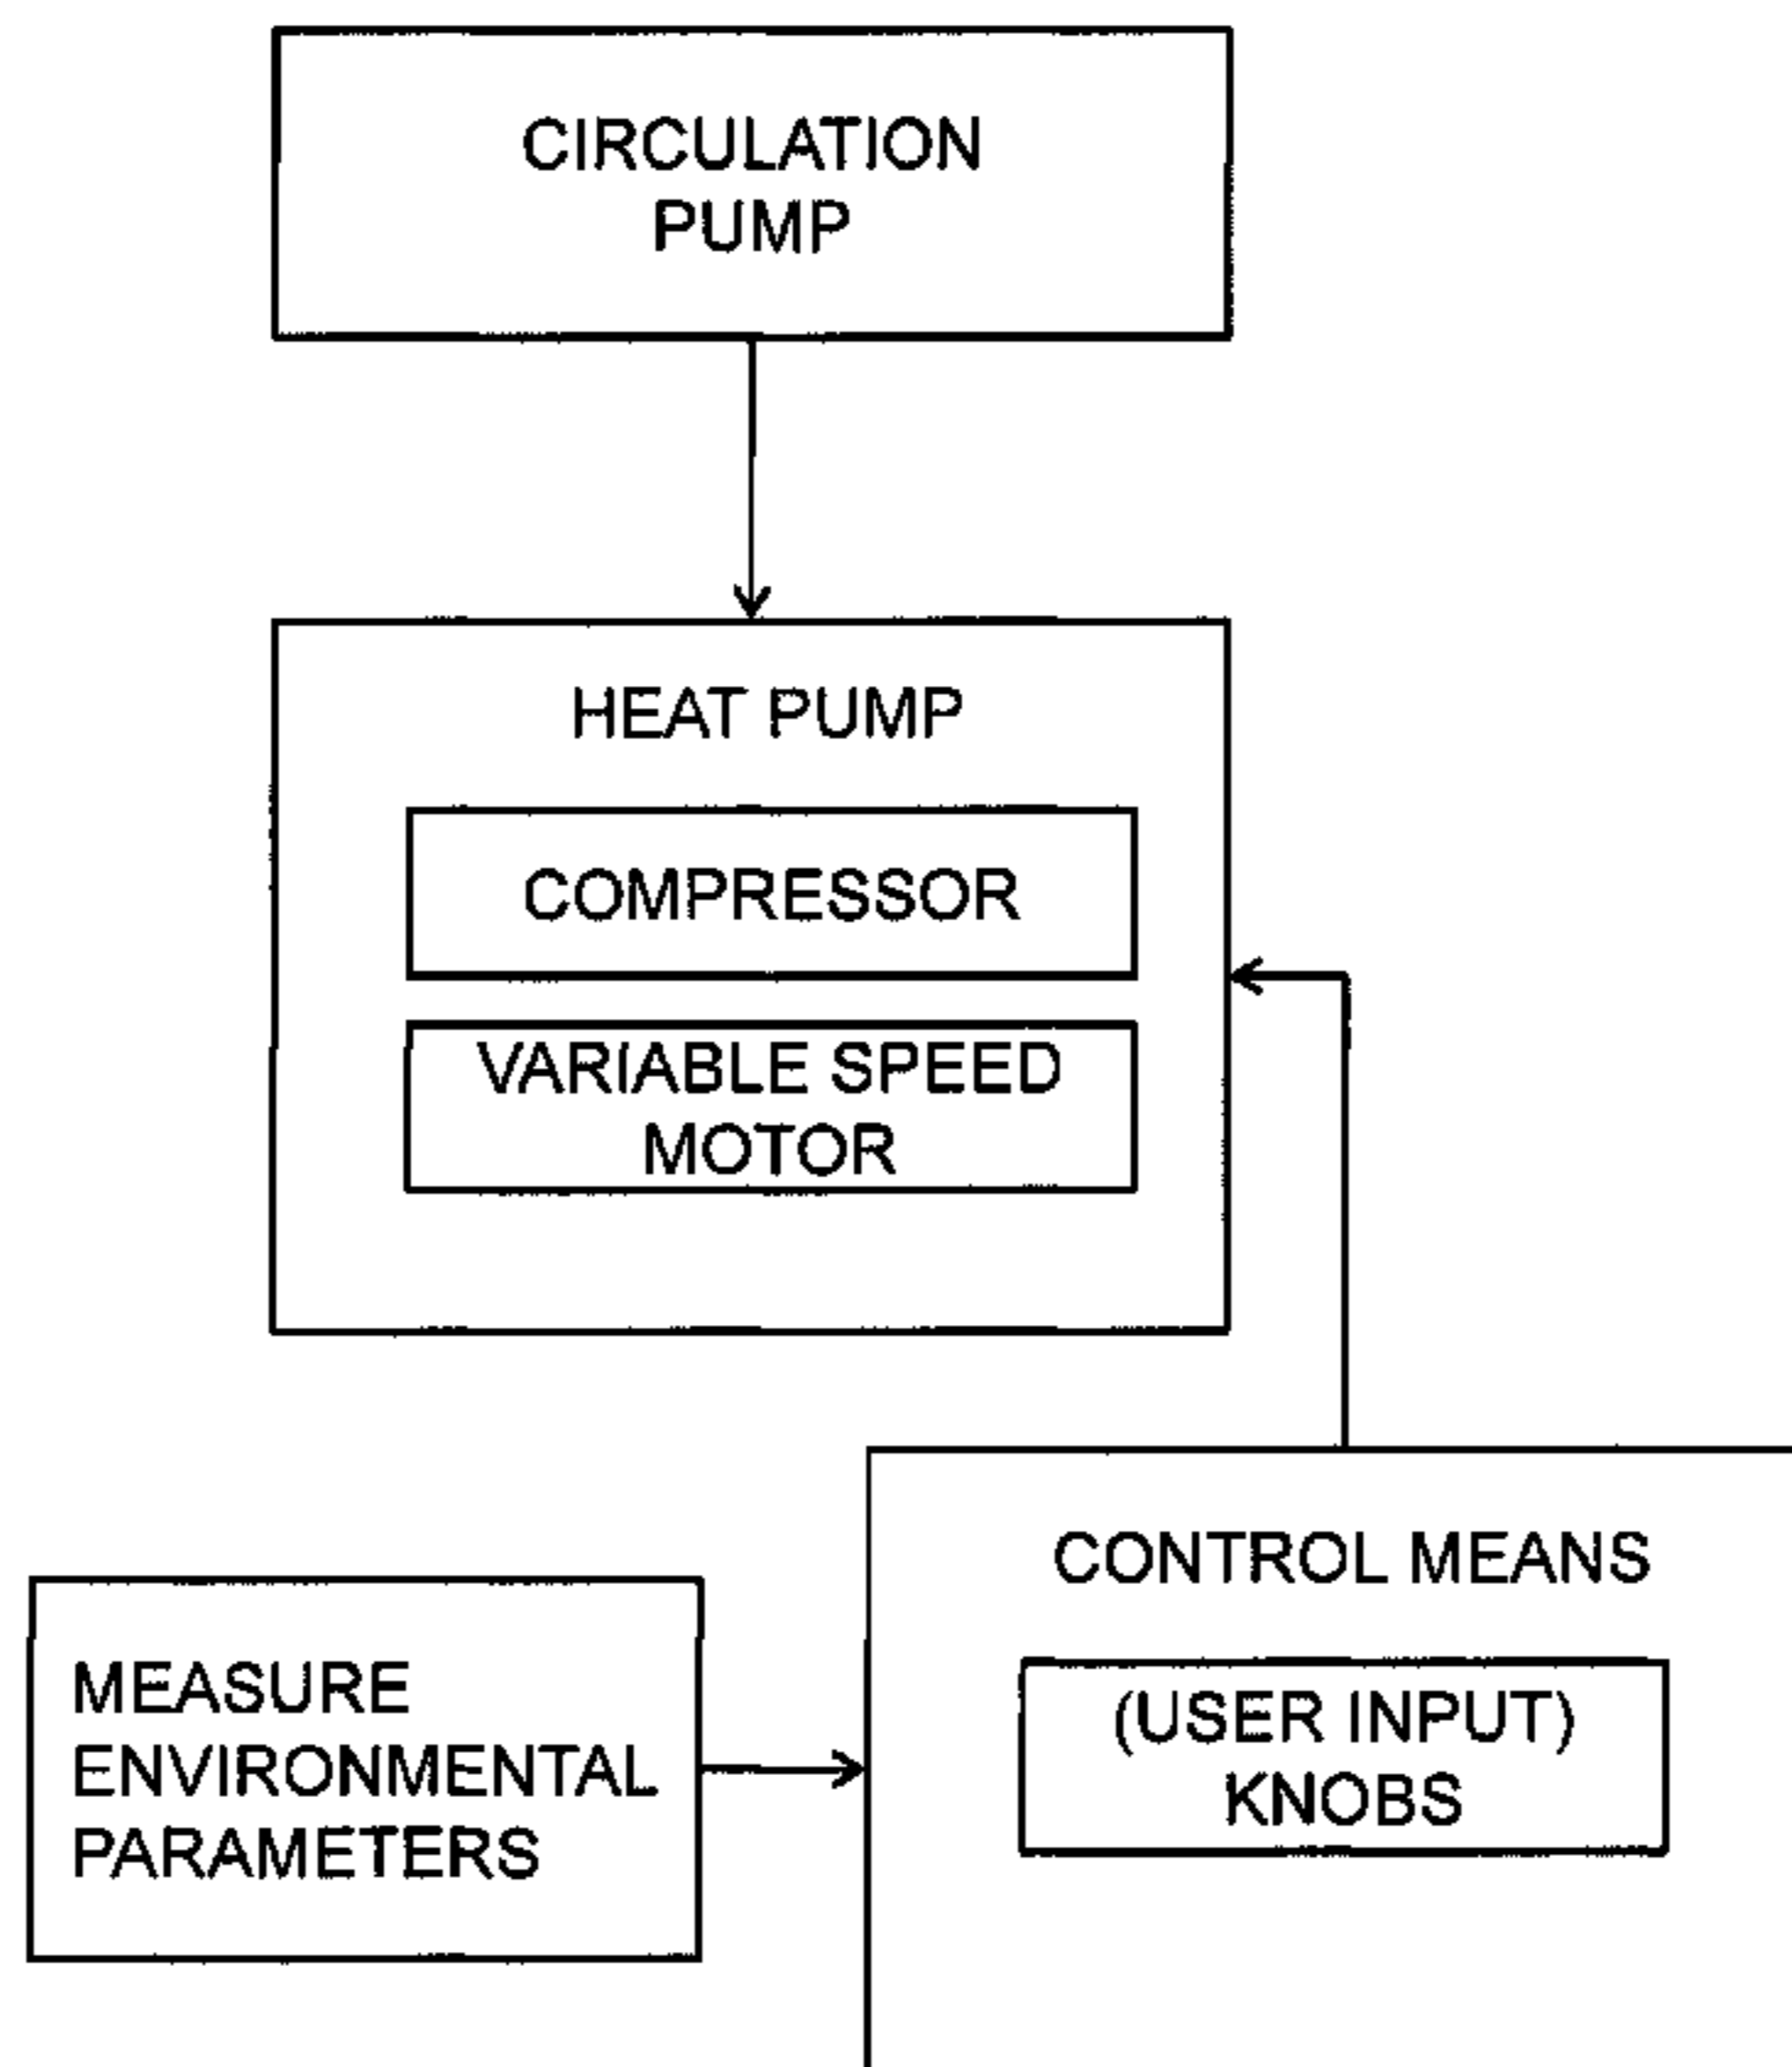 CIRCULATION
PUMP
HEAT PUMP
COMPRESSOR
VARIABLE SPEED
MOTOR
CONTROL MEANS
(USER INPUT)
KNOBS
MEASURE
ENVIRONMENTAL
PARAMETERS